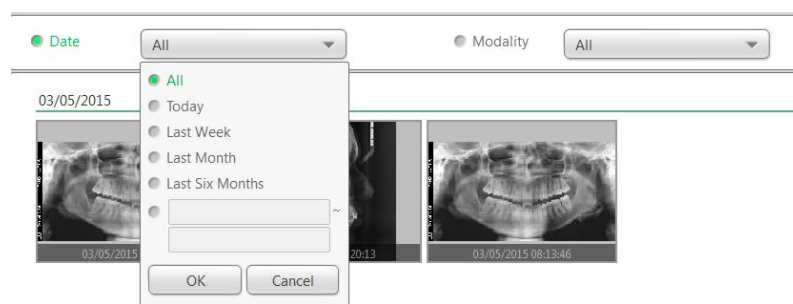 Date
All
Modality
All
All
Today
Last Week
Last Month
Last Six Months
~
OK
Cancel
03/05/2015
03/05/2015
20:13
03/05/2015 08:13:46